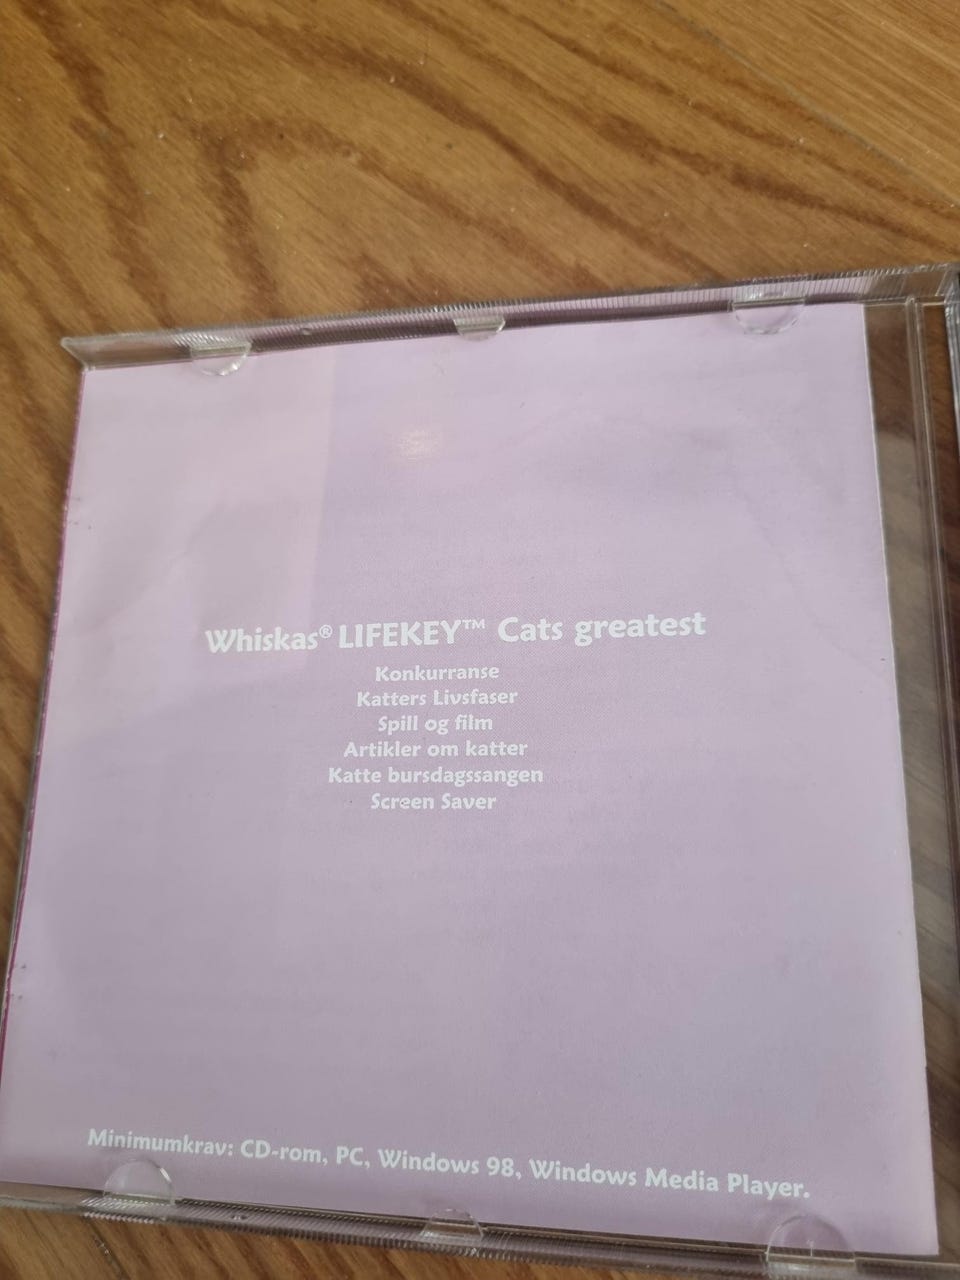 Whiskas® LIFEKEY™ Cats greatest
Konkurranse
Katters Livsfaser
Spill og film
Artikler om katter
Katte bursdagssangen
Screen Saver
Minimumkrav: CD-rom, PC, Windows 98, Windows Media Player.